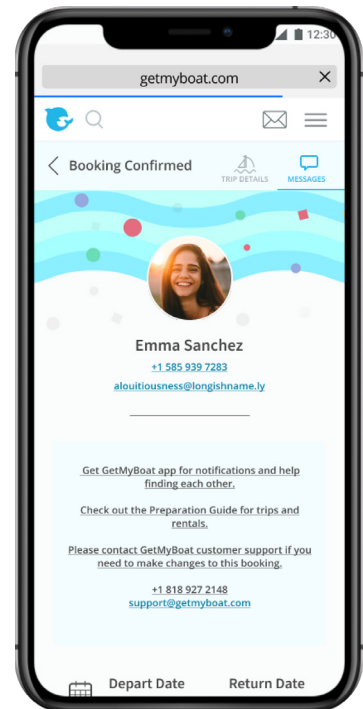 12:30
getmyboat.com
Booking Confirmed
TRIP DETAILS
MESSAGES
Emma Sanchez
+1 585 939 7283
alouitiousness@longishname.ly
Get GetMyBoat app for notifications and help
finding each other.
Check out the Preparation Guide for trips and
rentals.
Please contact GetMyBoat customer support if you
need to make changes to this booking.
+1 818 927 2148
support@getmyboat.com
Depart Date
Return Date